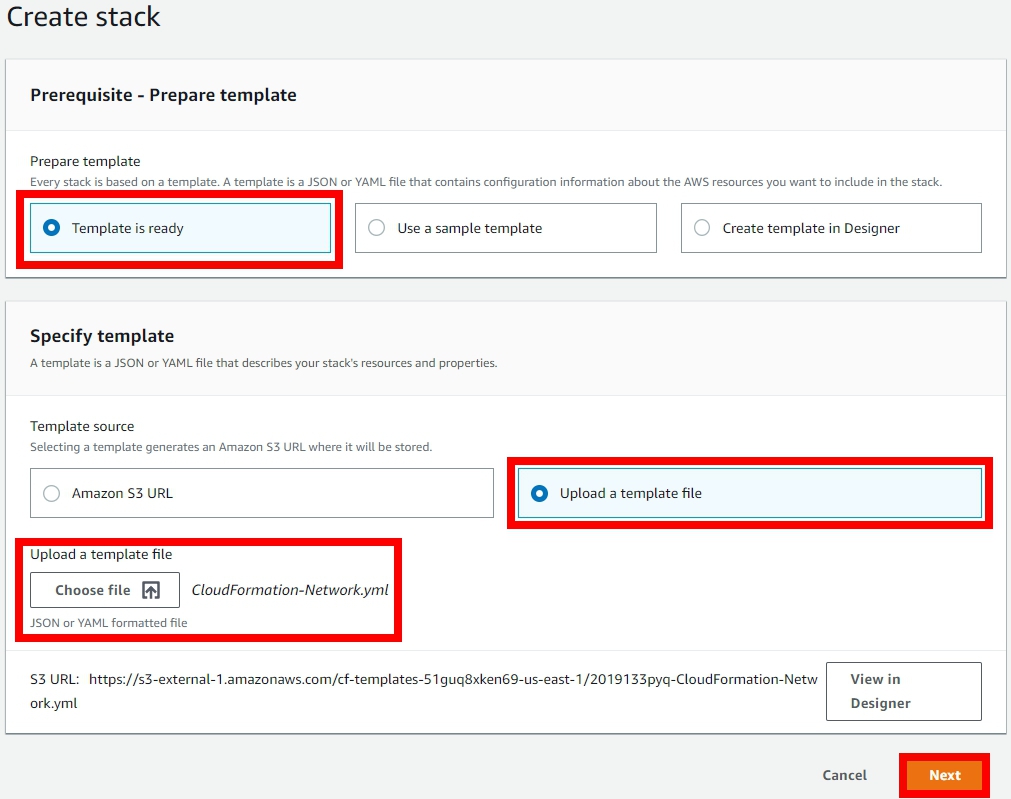 Create stack
Prerequisite - Prepare template
Prepare template
Every stack is based on a template. A template is a JSON or YAML file that contains configuration information about the AWS resources you want to include in the stack.
Template is ready
Use a sample template
Create template in Designer
Specify template
A template is a JSON or YAML file that describes your stack's resources and properties.
Template source
Selecting a template generates an Amazon S3 URL where it will be stored.
Amazon S3 URL
Upload a template file
Upload a template file
Choose file
CloudFormation-Network.yml
JSON or YAML formatted file
S3 URL: https://s3-external-1.amazonaws.com/cf-templates-51guq8xken69-us-east-1/2019133pyq-CloudFormation-Netw
ork.yml
View in
Designer
Cancel
Next